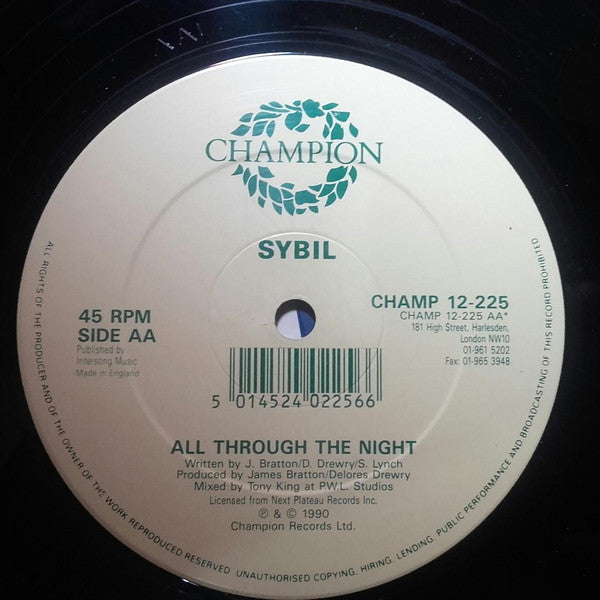 CHAMPION
SYBIL
45 RPM
SIDE AA
Published by
Intersong Music
Made in England
CHAMP 12-225
CHAMP 12-225 AA*
181 High Street, Harlesden,
London NW10
01-961 5202
Fax: 01-965 3948
5 014524 022566
ALL THROUGH THE NIGHT
Written by J. Bratton/D. Drewry/S. Lynch
Produced by James Bratton/Delores Drewry
Mixed by Tony King at P.W.L. Studios
Licensed from Next Plateau Records Inc.
℗ & © 1990
Champion Records Ltd.
ALL RIGHTS OF THE PRODUCER AND OF THE OWNER OF THE WORK REPRODUCED RESERVED. UNAUTHORISED COPYING, HIRING, LENDING, PUBLIC PERFORMANCE AND BROADCASTING OF THIS RECORD PROHIBITED